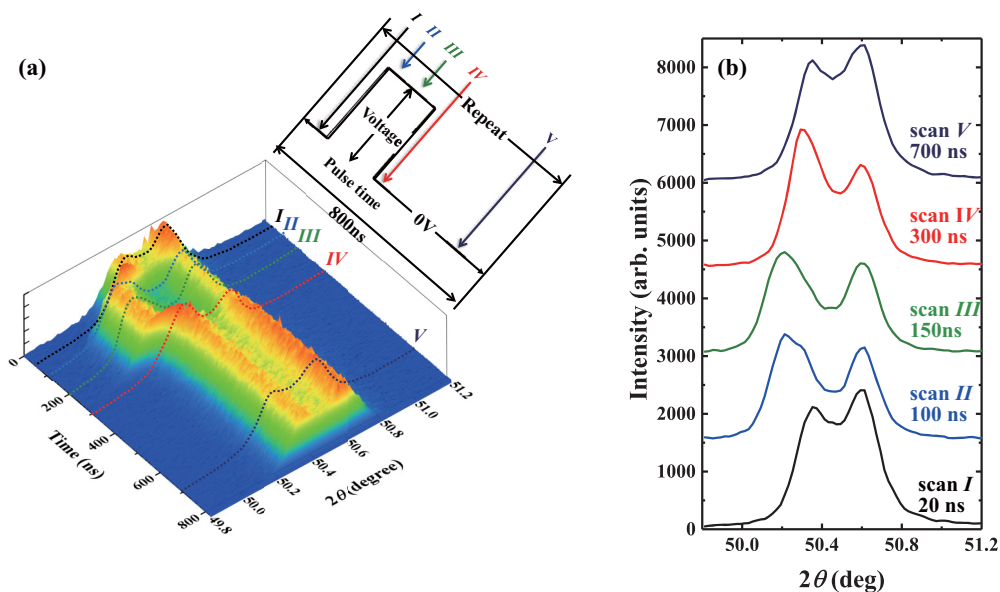 (a)
I
II
III
IV
V
Repeat
Voltage
Pulse time
0V
800ns
I
II
III
IV
V
0
200
400
600
800
Time (ns)
49.8
50.0
50.2
50.4
50.6
50.8
51.0
51.2
2θ(degree)
(b)
Intensity (arb. units)
8000
7000
6000
5000
4000
3000
2000
1000
0
scan V
700 ns
scan IV
300 ns
scan III
150ns
scan II
100 ns
scan I
20 ns
50.0
50.4
50.8
51.2
2θ (deg)